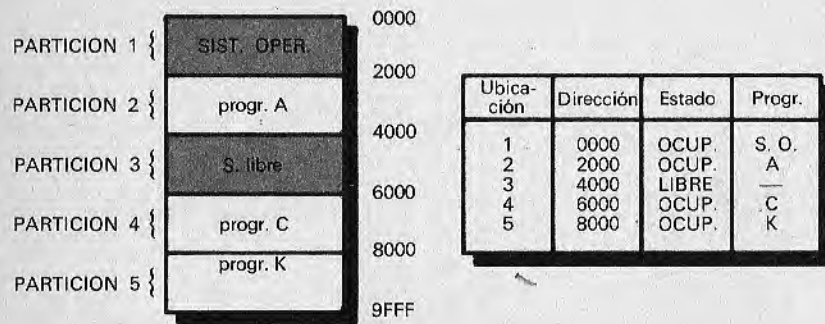 0000
PARTICION 1 {
SIST. OPER.
2000
PARTICION 2 {
progr. A
4000
PARTICION 3 {
S. libre
6000
PARTICION 4 {
progr. C
8000
progr. K
PARTICION 5 {
9FFF
Ubica-
ción Dirección Estado Progr.
1 0000 OCUP. S. O.
2 2000 OCUP. A
3 4000 LIBRE —
4 6000 OCUP. C
5 8000 OCUP. K